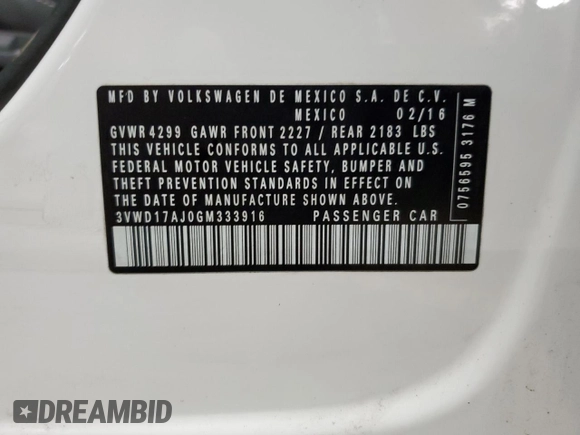 MFD BY VOLKSWAGEN DE MEXICO S.A. DE C.V.
MEXICO 02/16
GVWR 4299 GAWR FRONT 2227 / REAR 2183 LBS
THIS VEHICLE CONFORMS TO ALL APPLICABLE U.S.
FEDERAL MOTOR VEHICLE SAFETY, BUMPER AND
THEFT PREVENTION STANDARDS IN EFFECT ON
THE DATE OF MANUFACTURE SHOWN ABOVE.
3VWD17AJ0GM333916 PASSENGER CAR
0756595 3176 M
DREAMBID